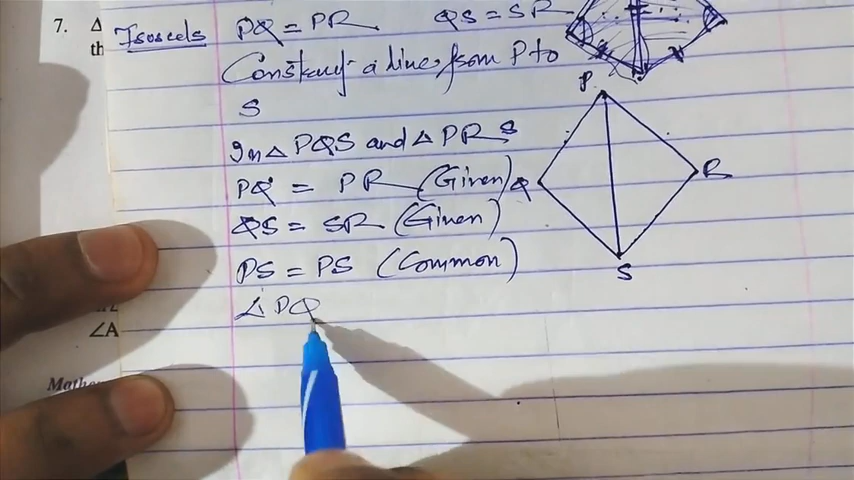 7. Δ
th
Isoseels PQ = PR QS = SR
Construct a line, from P to
S
In Δ PQS and Δ PRS
PQ = PR (Given)
QS = SR (Given)
PS = PS (Common)
Δ PQ
P
Q
R
S
∠A
Mathe